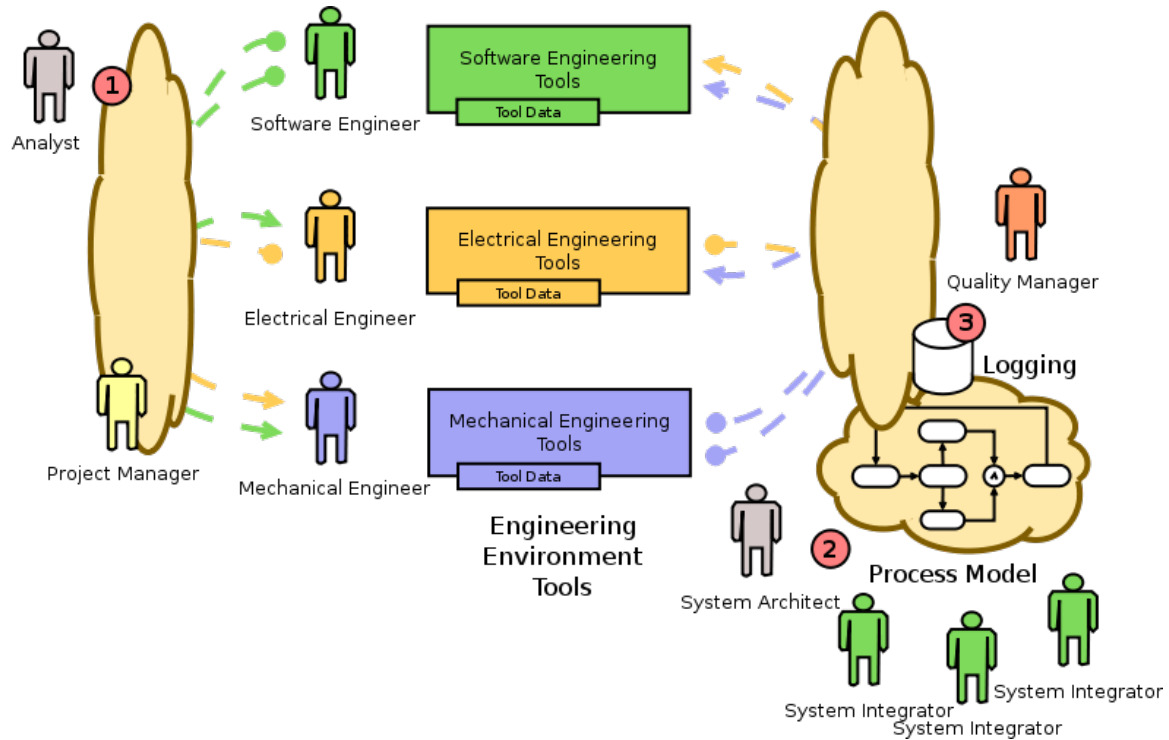 1
Analyst
Software Engineer
Software Engineering
Tools
Tool Data
Electrical Engineer
Electrical Engineering
Tools
Tool Data
Quality Manager
3
Logging
Project Manager
Mechanical Engineer
Mechanical Engineering
Tools
Tool Data
Engineering
Environment
Tools
System Architect
2
Process Model
System Integrator
System Integrator
System Integrator